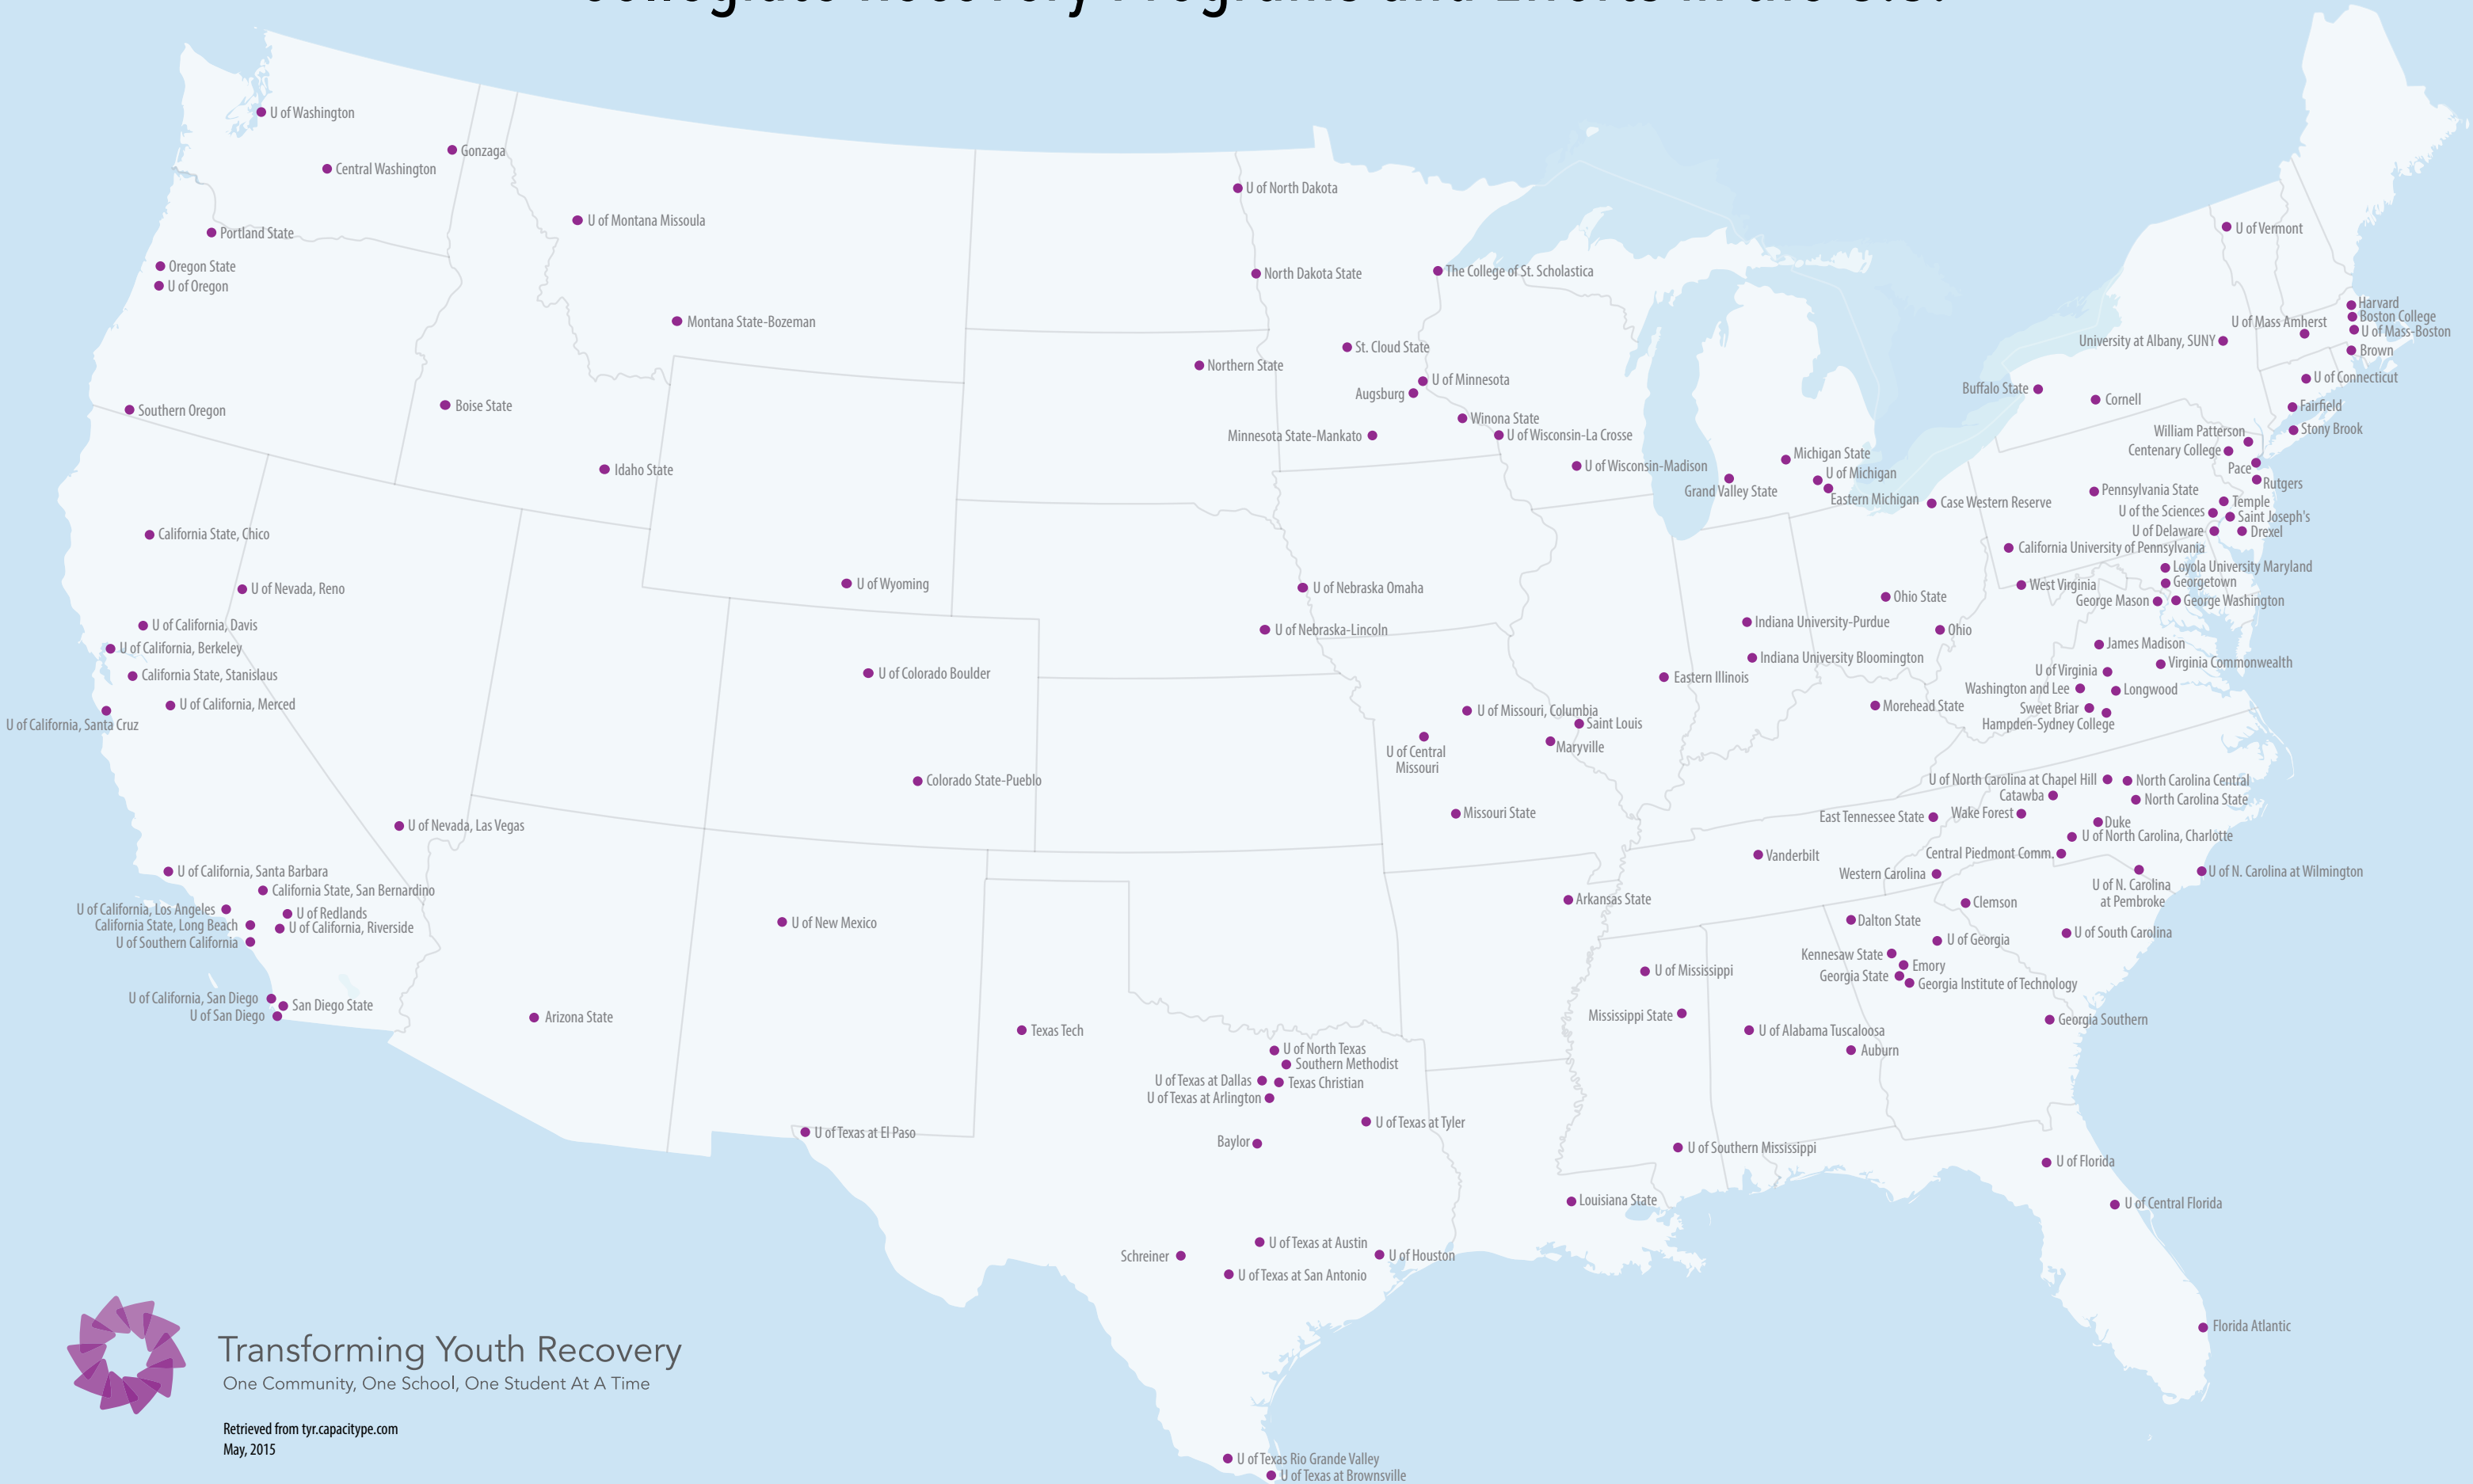 Collegiate Recovery Programs and Efforts in the U.S.
U of Washington
Gonzaga
Central Washington
U of North Dakota
U of Montana Missoula
U of Vermont
Portland State
Oregon State
U of Oregon
North Dakota State
The College of St. Scholastica
Harvard
Boston College
U of Mass Amherst
U of Mass-Boston
Montana State-Bozeman
University at Albany, SUNY
Brown
St. Cloud State
Northern State
U of Connecticut
U of Minnesota
Augsburg
Buffalo State
Cornell
Boise State
Fairfield
Southern Oregon
Winona State
Stony Brook
William Patterson
Minnesota State-Mankato
U of Wisconsin-La Crosse
Centenary College
Michigan State
U of Wisconsin-Madison
Pace
Idaho State
U of Michigan
Rutgers
Grand Valley State
Pennsylvania State
Eastern Michigan
Case Western Reserve
Temple
U of the Sciences
Saint Joseph's
U of Delaware
Drexel
California State, Chico
California University of Pennsylvania
Loyola University Maryland
U of Wyoming
U of Nevada, Reno
U of Nebraska Omaha
West Virginia
Georgetown
Ohio State
George Mason
George Washington
U of California, Davis
Indiana University-Purdue
U of Nebraska-Lincoln
Ohio
U of California, Berkeley
James Madison
Indiana University Bloomington
Virginia Commonwealth
California State, Stanislaus
U of Colorado Boulder
Eastern Illinois
U of Virginia
Washington and Lee
Longwood
U of California, Merced
Morehead State
Sweet Briar
U of California, Santa Cruz
U of Missouri, Columbia
Saint Louis
Hampden-Sydney College
Maryville
U of Central
Missouri
Colorado State-Pueblo
U of North Carolina at Chapel Hill
North Carolina Central
Catawba
North Carolina State
Missouri State
East Tennessee State
Wake Forest
U of Nevada, Las Vegas
Duke
U of North Carolina, Charlotte
Vanderbilt
Central Piedmont Comm.
U of California, Santa Barbara
Western Carolina
U of N. Carolina at Wilmington
California State, San Bernardino
U of N. Carolina
at Pembroke
Arkansas State
Clemson
U of California, Los Angeles
U of Redlands
U of New Mexico
Dalton State
California State, Long Beach
U of California, Riverside
U of South Carolina
U of Southern California
U of Georgia
Kennesaw State
Emory
U of Mississippi
Georgia State
Georgia Institute of Technology
U of California, San Diego
San Diego State
U of San Diego
Arizona State
Mississippi State
Georgia Southern
Texas Tech
U of Alabama Tuscaloosa
U of North Texas
Auburn
Southern Methodist
U of Texas at Dallas
Texas Christian
U of Texas at Arlington
U of Texas at Tyler
U of Texas at El Paso
Baylor
U of Southern Mississippi
U of Florida
Louisiana State
U of Central Florida
U of Texas at Austin
Schreiner
U of Houston
U of Texas at San Antonio
Florida Atlantic
Transforming Youth Recovery
One Community, One School, One Student At A Time
Retrieved from tyr.capacitype.com
May, 2015
U of Texas Rio Grande Valley
U of Texas at Brownsville